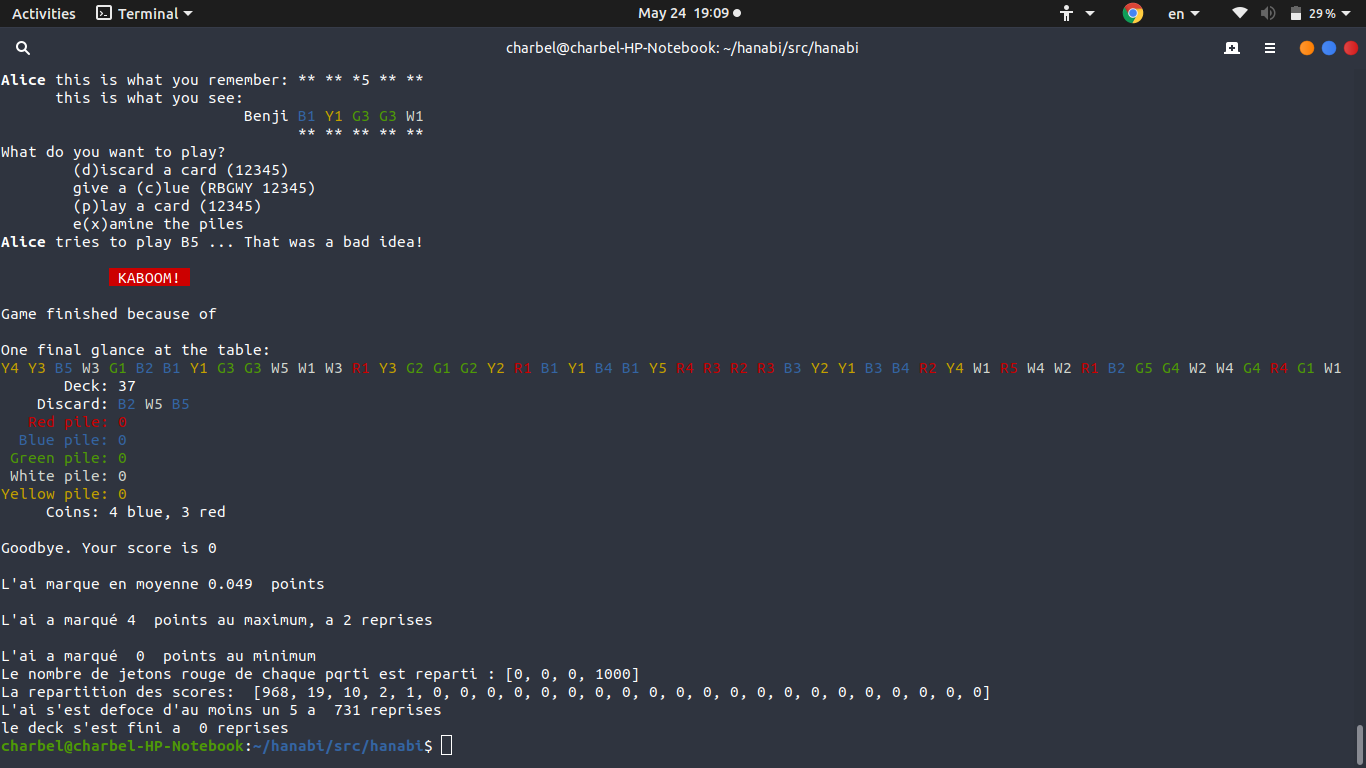 Activities Terminal May 24 19:09 en 29%
charbel@charbel-HP-Notebook: ~/hanabi/src/hanabi
Alice this is what you remember: ** ** *5 ** **
this is what you see:
Benji B1 Y1 G3 G3 W1
** ** ** ** **
What do you want to play?
(d)iscard a card (12345)
give a (c)lue (RBGWY 12345)
(p)lay a card (12345)
e(x)amine the piles
Alice tries to play B5 ... That was a bad idea!
KABOOM!
Game finished because of
One final glance at the table:
Y4 Y3 B5 W3 G1 B2 B1 Y1 G3 G3 W5 W1 W3 R1 Y3 G2 G1 G2 Y2 R1 B1 Y1 B4 B1 Y5 R4 R3 R2 R3 B3 Y2 Y1 B3 B4 R2 Y4 W1 R5 W4 W2 R1 B2 G5 G4 W2 W4 G4 R4 G1 W1
Deck: 37
Discard: B2 W5 B5
Red pile: 0
Blue pile: 0
Green pile: 0
White pile: 0
Yellow pile: 0
Coins: 4 blue, 3 red
Goodbye. Your score is 0
L'ai marque en moyenne 0.049 points
L'ai a marqué 4 points au maximum, a 2 reprises
L'ai a marqué 0 points au minimum
Le nombre de jetons rouge de chaque pqrti est reparti : [0, 0, 0, 1000]
La repartition des scores: [968, 19, 10, 2, 1, 0, 0, 0, 0, 0, 0, 0, 0, 0, 0, 0, 0, 0, 0, 0, 0, 0, 0, 0, 0, 0]
L'ai s'est defoce d'au moins un 5 a 731 reprises
le deck s'est fini a 0 reprises
charbel@charbel-HP-Notebook:~/hanabi/src/hanabi$